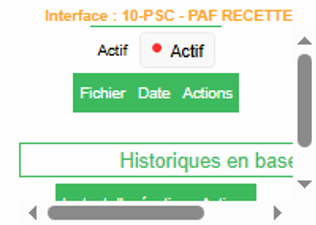 Interface : 10-PSC - PAF RECETTE
Actif Actif
Fichier Date Actions
Historiques en base